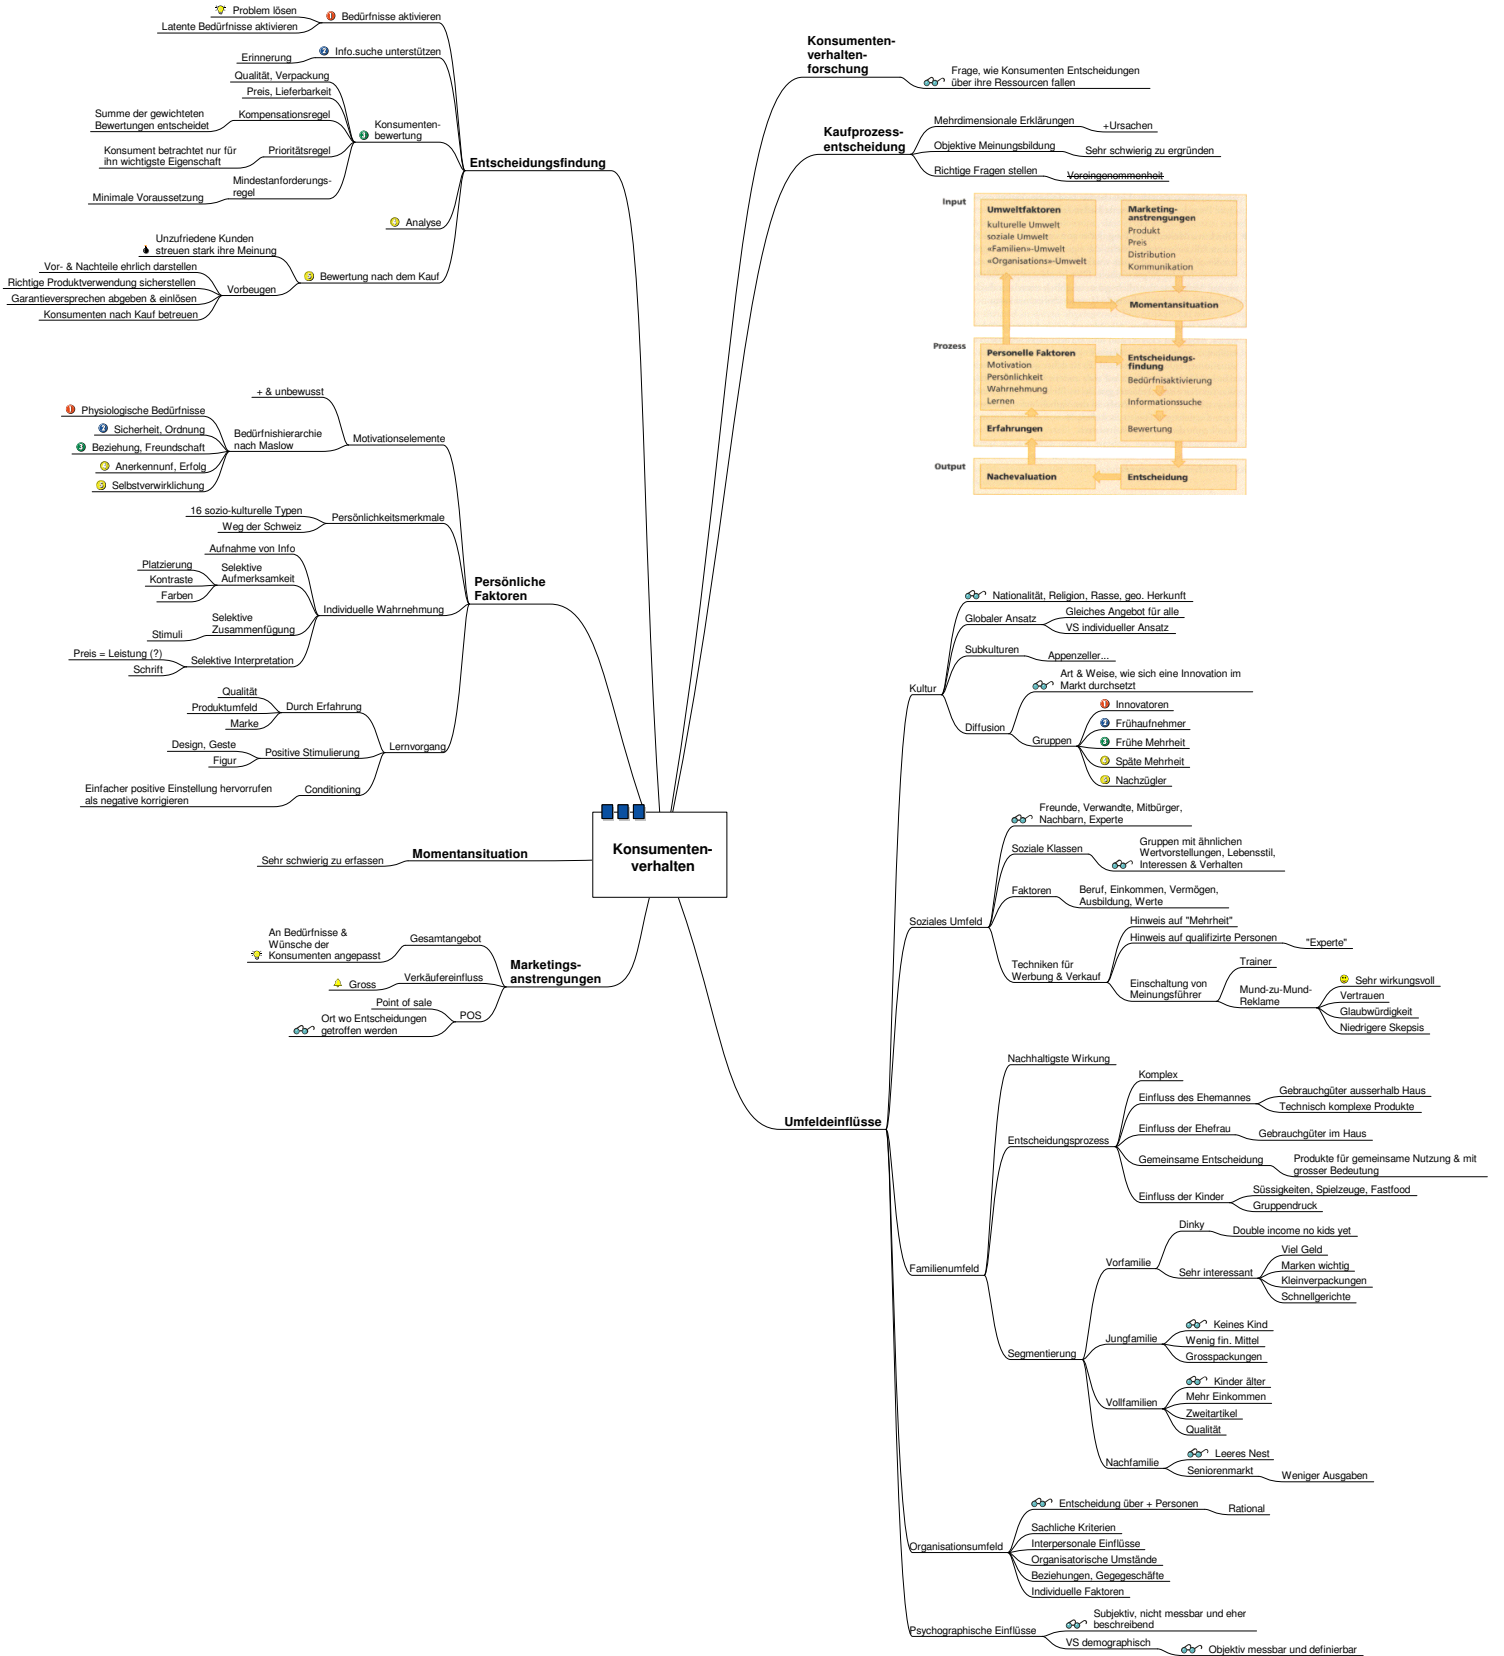 Problem lösen
Latente Bedürfnisse aktivieren
Bedürfnisse aktivieren
Erinnerung
Info.suche unterstützen
Qualität, Verpackung
Preis, Lieferbarkeit
Summe der gewichteten
Bewertungen entscheidet
Kompensationsregel
Konsument betrachtet nur für
ihn wichtigste Eigenschaft
Prioritätsregel
Minimale Voraussetzung
Mindestanforderungs-
regel
Konsumenten-
bewertung
Analyse
Unzufriedene Kunden
streuen stark ihre Meinung
Vor- & Nachteile ehrlich darstellen
Richtige Produktverwendung sicherstellen
Garantieversprechen abgeben & einlösen
Konsumenten nach Kauf betreuen
Vorbeugen
Bewertung nach dem Kauf
Entscheidungsfindung
+ & unbewusst
Physiologische Bedürfnisse
Sicherheit, Ordnung
Beziehung, Freundschaft
Anerkennunf, Erfolg
Selbstverwirklichung
Bedürfnishierarchie
nach Maslow
Motivationselemente
16 sozio-kulturelle Typen
Weg der Schweiz
Persönlichkeitsmerkmale
Aufnahme von Info
Platzierung
Kontraste
Farben
Selektive
Aufmerksamkeit
Stimuli
Selektive
Zusammenfügung
Preis = Leistung (?)
Schrift
Selektive Interpretation
Individuelle Wahrnehmung
Qualität
Produktumfeld
Marke
Durch Erfahrung
Design, Geste
Figur
Positive Stimulierung
Einfacher positive Einstellung hervorrufen
als negative korrigieren
Conditioning
Lernvorgang
Persönliche
Faktoren
Sehr schwierig zu erfassen
Momentansituation
An Bedürfnisse &
Wünsche der
Konsumenten angepasst
Gesamtangebot
Gross
Verkäufereinfluss
Point of sale
Ort wo Entscheidungen
getroffen werden
POS
Marketings-
anstrengungen
Konsumenten-
verhalten
Konsumenten-
verhalten-
forschung
Frage, wie Konsumenten Entscheidungen
über ihre Ressourcen fallen
Kaufprozess-
entscheidung
Mehrdimensionale Erklärungen
+Ursachen
Objektive Meinungsbildung
Sehr schwierig zu ergründen
Richtige Fragen stellen
Voreingenommenheit
Input
Umweltfaktoren
kulturelle Umwelt
soziale Umwelt
«Familien»-Umwelt
«Organisations»-Umwelt
Marketing-
anstrengungen
Produkt
Preis
Distribution
Kommunikation
Momentansituation
Prozess
Personelle Faktoren
Motivation
Persönlichkeit
Wahrnehmung
Lernen
Erfahrungen
Entscheidungs-
findung
Bedürfnisaktivierung
Informationssuche
Bewertung
Output
Nachevaluation
Entscheidung
Umfeldeinflüsse
Kultur
Nationalität, Religion, Rasse, geo. Herkunft
Globaler Ansatz
Gleiches Angebot für alle
VS individueller Ansatz
Subkulturen
Appenzeller...
Diffusion
Art & Weise, wie sich eine Innovation im
Markt durchsetzt
Gruppen
Innovatoren
Frühaufnehmer
Frühe Mehrheit
Späte Mehrheit
Nachzügler
Soziales Umfeld
Freunde, Verwandte, Mitbürger,
Nachbarn, Experte
Soziale Klassen
Gruppen mit ähnlichen
Wertvorstellungen, Lebensstil,
Interessen & Verhalten
Faktoren
Beruf, Einkommen, Vermögen,
Ausbildung, Werte
Techniken für
Werbung & Verkauf
Hinweis auf "Mehrheit"
Hinweis auf qualifizirte Personen
"Experte"
Einschaltung von
Meinungsführer
Trainer
Mund-zu-Mund-
Reklame
Sehr wirkungsvoll
Vertrauen
Glaubwürdigkeit
Niedrigere Skepsis
Familienumfeld
Nachhaltigste Wirkung
Entscheidungsprozess
Komplex
Einfluss des Ehemannes
Gebrauchgüter ausserhalb Haus
Technisch komplexe Produkte
Einfluss der Ehefrau
Gebrauchgüter im Haus
Gemeinsame Entscheidung
Produkte für gemeinsame Nutzung & mit
grosser Bedeutung
Einfluss der Kinder
Süssigkeiten, Spielzeuge, Fastfood
Gruppendruck
Segmentierung
Vorfamilie
Dinky
Double income no kids yet
Sehr interessant
Viel Geld
Marken wichtig
Kleinverpackungen
Schnellgerichte
Jungfamilie
Keines Kind
Wenig fin. Mittel
Grosspackungen
Vollfamilien
Kinder älter
Mehr Einkommen
Zweitartikel
Qualität
Nachfamilie
Leeres Nest
Seniorenmarkt
Weniger Ausgaben
Organisationsumfeld
Entscheidung über + Personen
Rational
Sachliche Kriterien
Interpersonale Einflüsse
Organisatorische Umstände
Beziehungen, Gegegeschäfte
Individuelle Faktoren
Psychographische Einflüsse
Subjektiv, nicht messbar und eher
beschreibend
VS demographisch
Objektiv messbar und definierbar